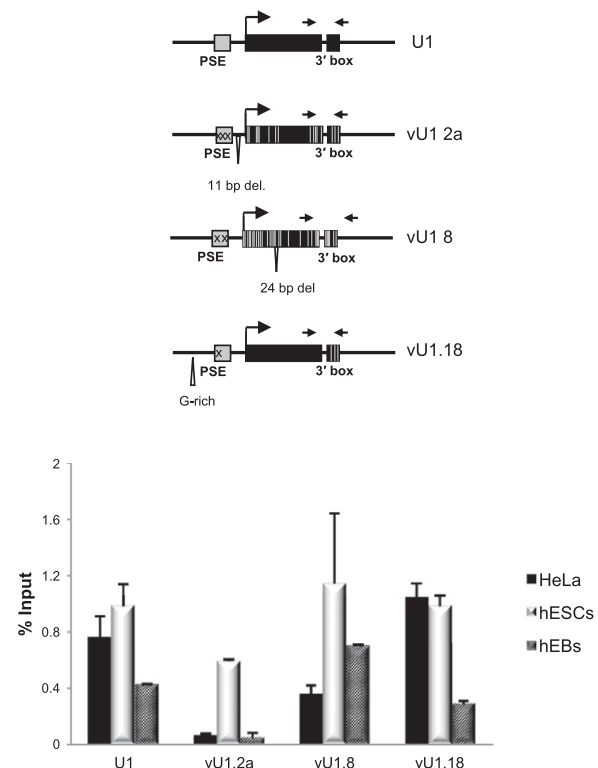 U1
PSE
3′ box
vU1 2a
xxx
PSE
3′ box
11 bp del.
vU1 8
xx
PSE
3′ box
24 bp del
vU1.18
x
PSE
3′ box
G-rich
2
1.6
1.2
0.8
0.4
0
% Input
HeLa
hESCs
hEBs
U1
vU1.2a
vU1.8
vU1.18